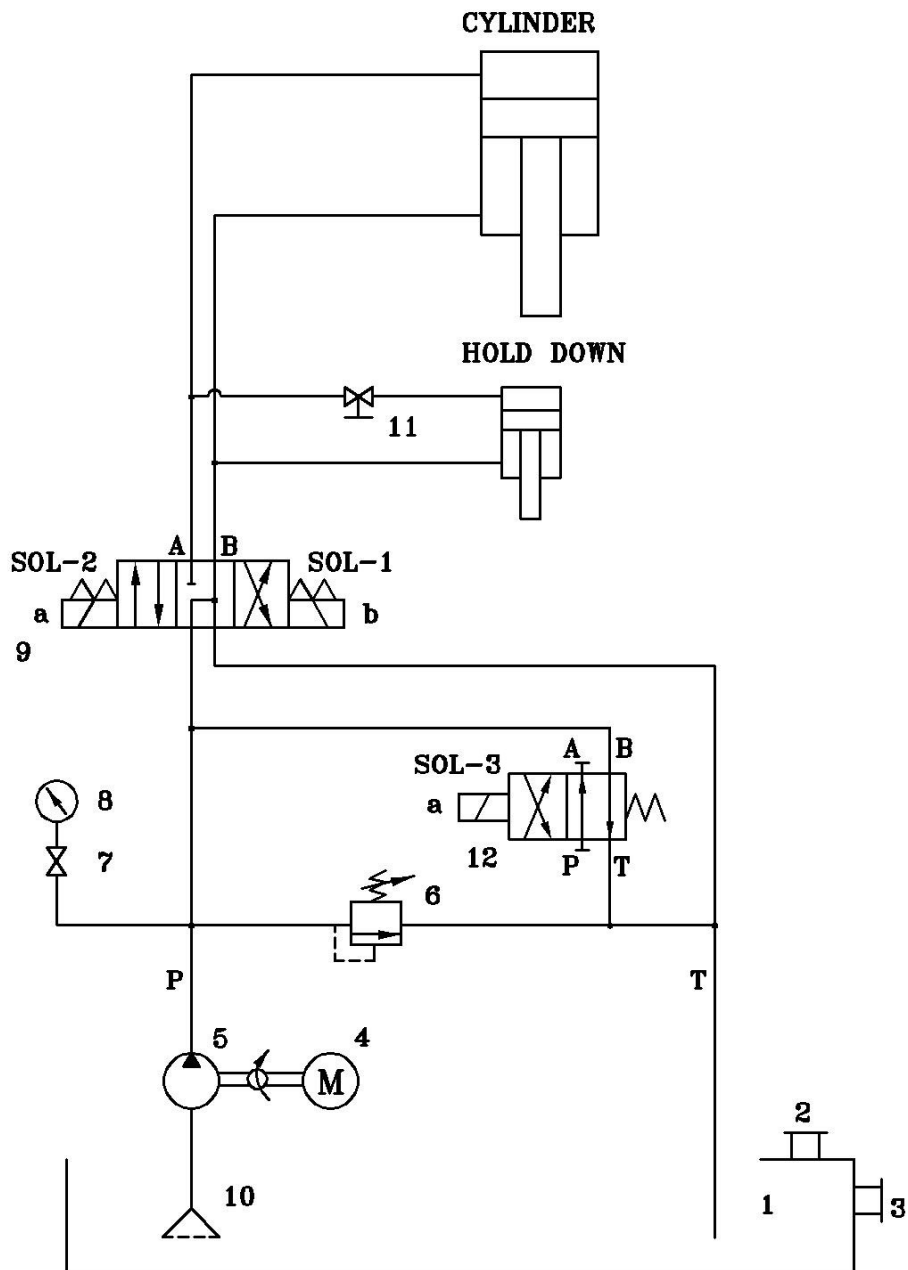 CYLINDER
HOLD DOWN
11
A B
SOL-2 SOL-1
a b
9
A B
SOL-3
a
8
12 P T
7
6
P T
5 4
M
2
10 1 3